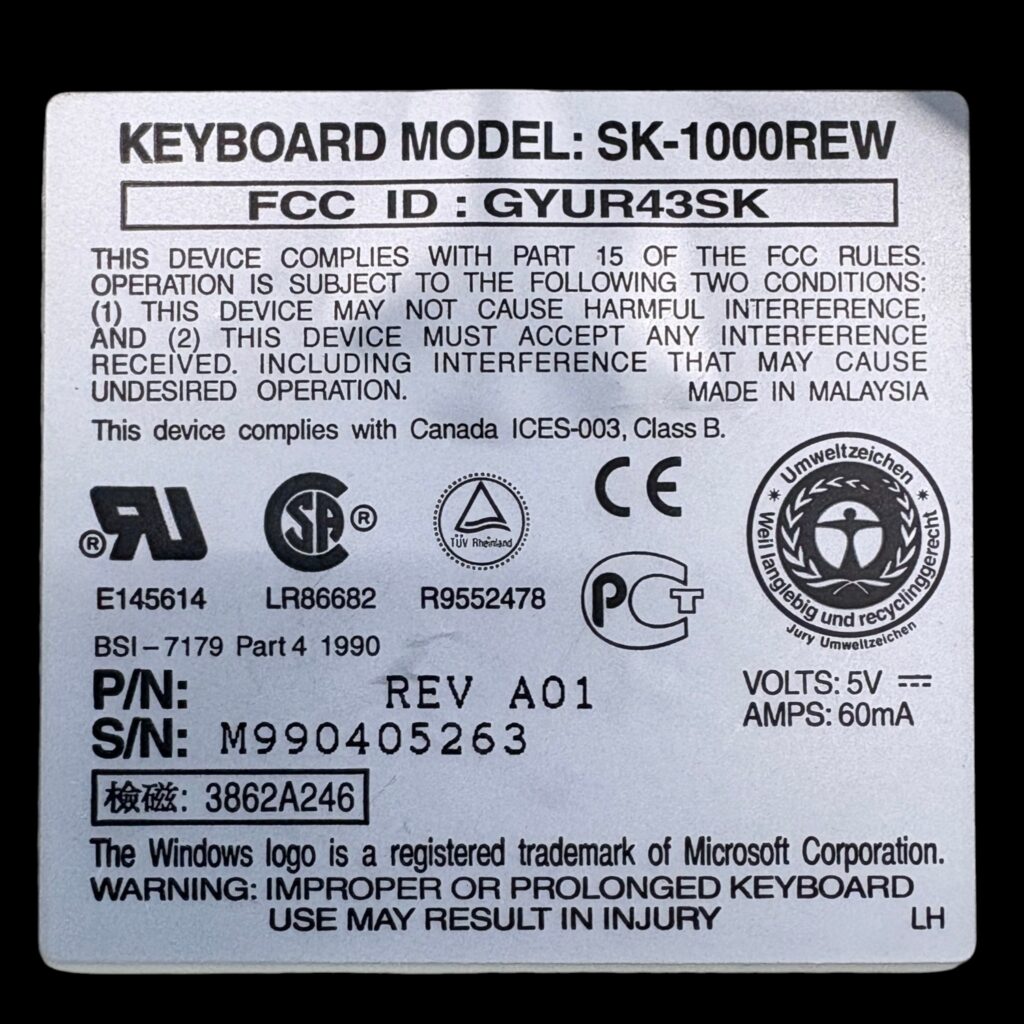 KEYBOARD MODEL: SK-1000REW
FCC ID : GYUR43SK
THIS DEVICE COMPLIES WITH PART 15 OF THE FCC RULES.
OPERATION IS SUBJECT TO THE FOLLOWING TWO CONDITIONS:
(1) THIS DEVICE MAY NOT CAUSE HARMFUL INTERFERENCE,
AND (2) THIS DEVICE MUST ACCEPT ANY INTERFERENCE
RECEIVED. INCLUDING INTERFERENCE THAT MAY CAUSE
UNDESIRED OPERATION. MADE IN MALAYSIA
This device complies with Canada ICES-003, Class B.
RU ®
E145614
SA ®
LR86682
TÜV Rheinland
R9552478
CE
PCT
Umweltzeichen
Weil langlebig und recyclinggerecht
Jury Umweltzeichen
BSI-7179 Part 4 1990
P/N: REV A01
S/N: M990405263
VOLTS: 5V ⎓
AMPS: 60mA
檢磁: 3862A246
The Windows logo is a registered trademark of Microsoft Corporation.
WARNING: IMPROPER OR PROLONGED KEYBOARD
USE MAY RESULT IN INJURY LH